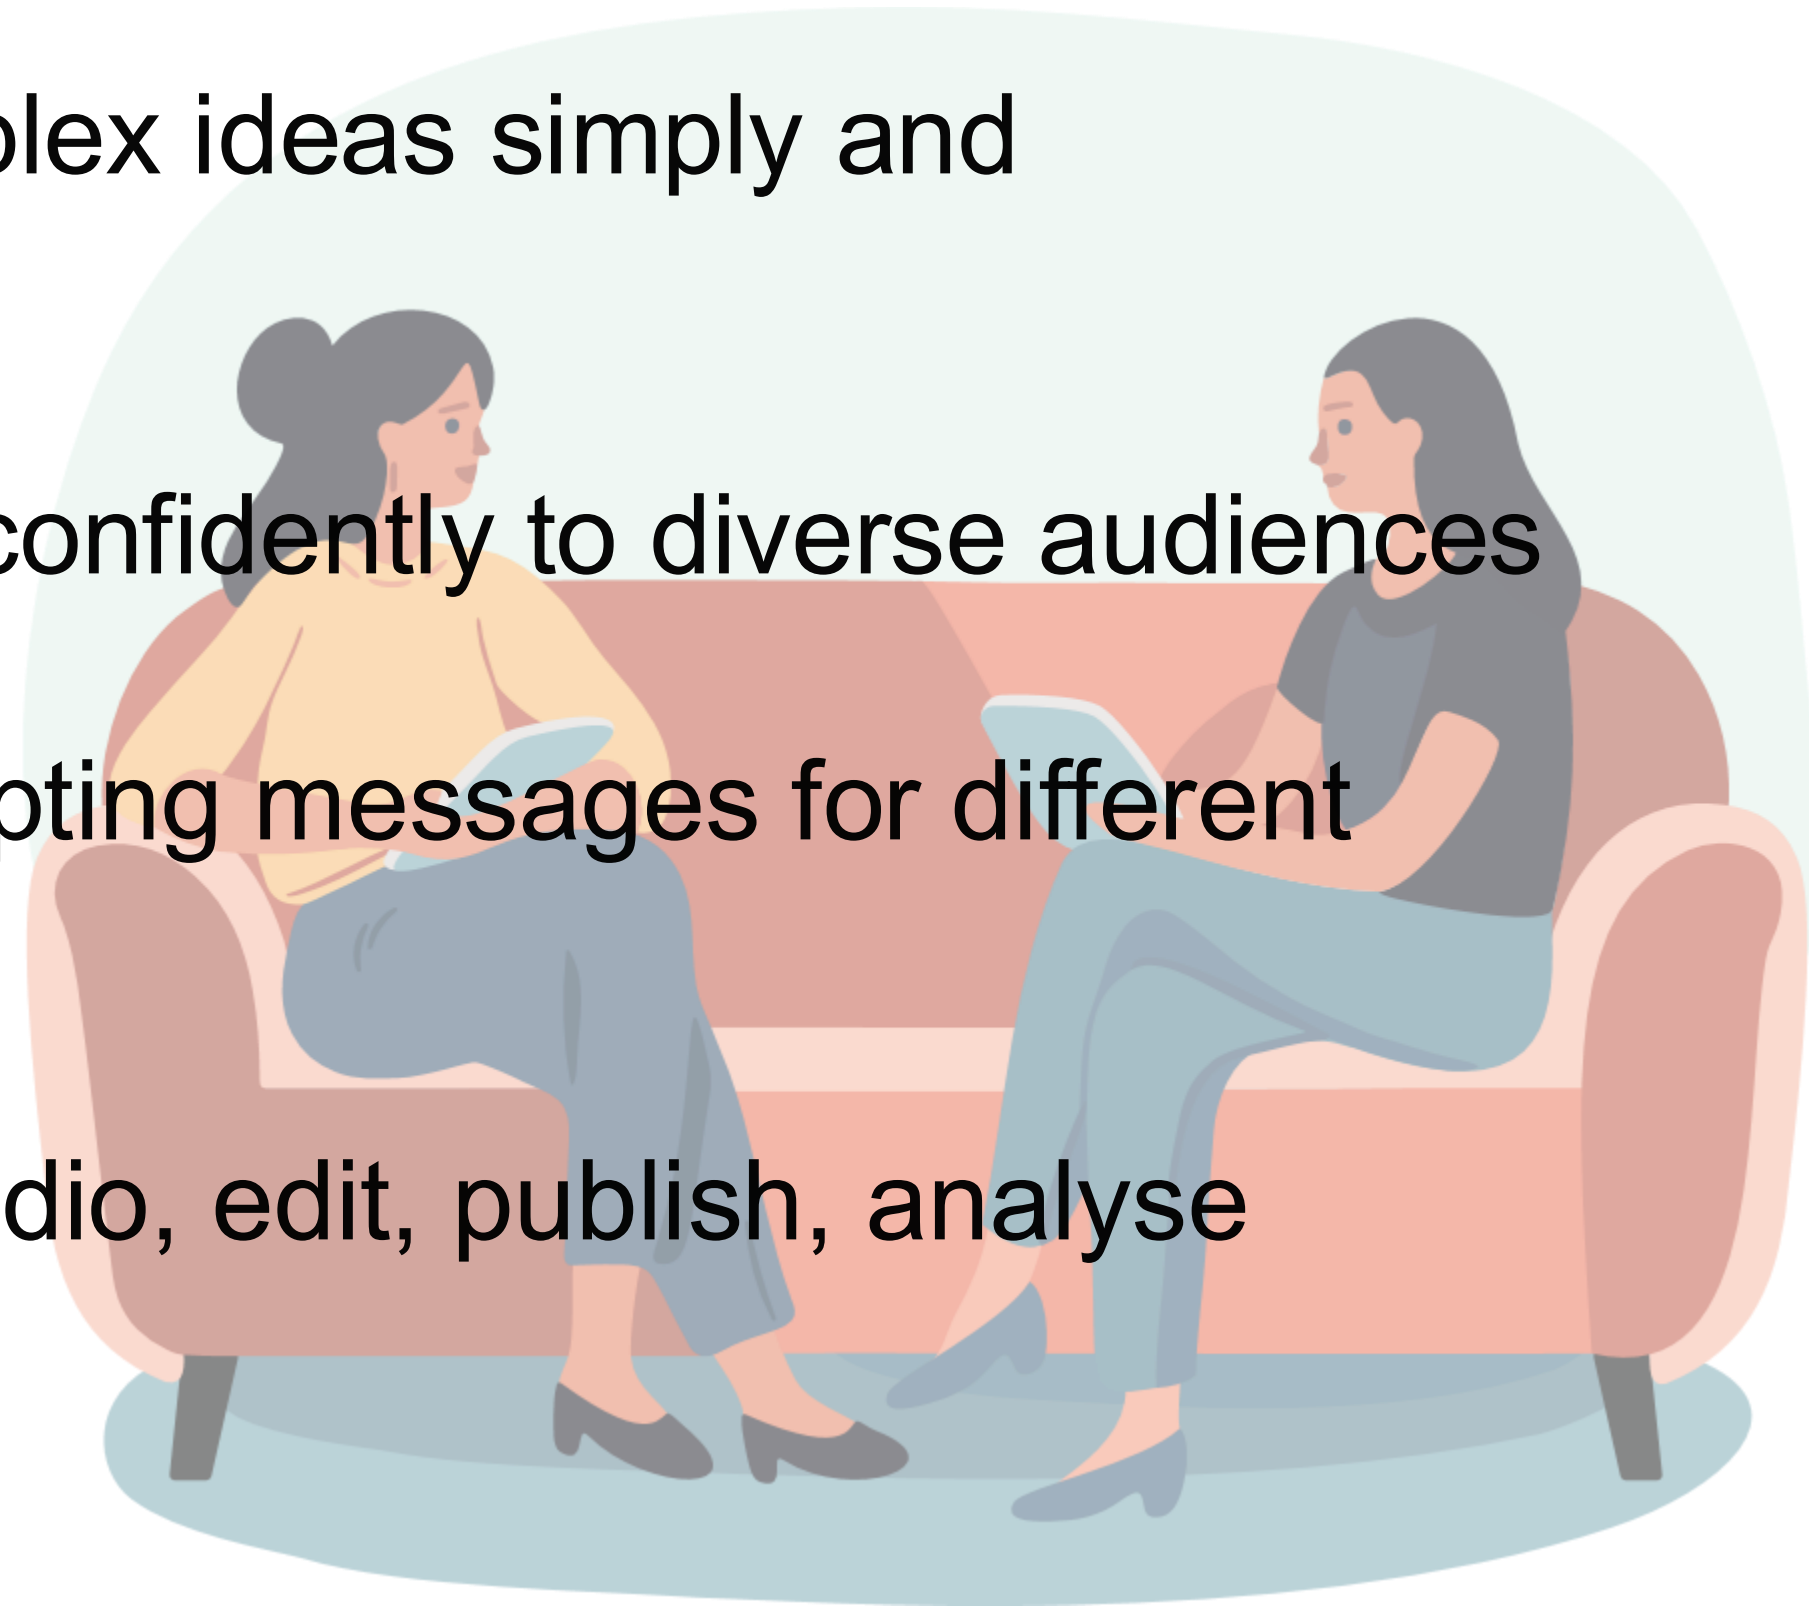 plex ideas simply and
confidently to diverse audiences
pting messages for different
dio, edit, publish, analyse